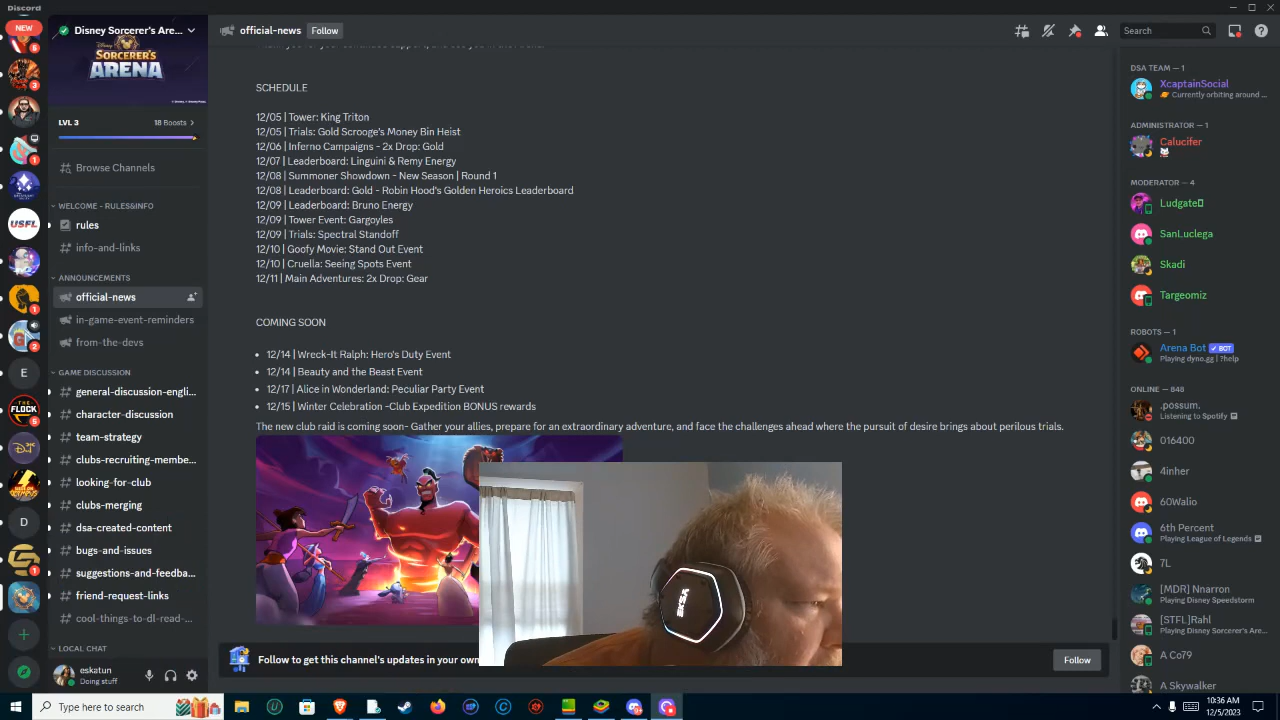 Discord
NEW
Disney Sorcerer's Are...
Disney
SORCERER'S
ARENA
LVL 3
18 Boosts
Browse Channels
WELCOME - RULES&INFO
rules
info-and-links
ANNOUNCEMENTS
official-news
in-game-event-reminders
from-the-devs
GAME DISCUSSION
general-discussion-engli...
character-discussion
team-strategy
clubs-recruiting-membe...
looking-for-club
clubs-merging
dsa-created-content
bugs-and-issues
suggestions-and-feedba...
friend-request-links
cool-things-to-dl-read-...
LOCAL CHAT
eskatun
Doing stuff
5
3
1
USFL
1
2
E
THE
FLOCK
5
D
1
official-news
Follow
Search
SCHEDULE
12/05 | Tower: King Triton
12/05 | Trials: Gold Scrooge's Money Bin Heist
12/06 | Inferno Campaigns - 2x Drop: Gold
12/07 | Leaderboard: Linguini & Remy Energy
12/08 | Summoner Showdown - New Season | Round 1
12/08 | Leaderboard: Gold - Robin Hood's Golden Heroics Leaderboard
12/09 | Leaderboard: Bruno Energy
12/09 | Tower Event: Gargoyles
12/09 | Trials: Spectral Standoff
12/10 | Goofy Movie: Stand Out Event
12/10 | Cruella: Seeing Spots Event
12/11 | Main Adventures: 2x Drop: Gear
COMING SOON
• 12/14 | Wreck-It Ralph: Hero's Duty Event
• 12/14 | Beauty and the Beast Event
• 12/17 | Alice in Wonderland: Peculiar Party Event
• 12/15 | Winter Celebration -Club Expedition BONUS rewards
The new club raid is coming soon- Gather your allies, prepare for an extraordinary adventure, and face the challenges ahead where the pursuit of desire brings about perilous trials.
EKSA
Follow to get this channel's updates in your own
Follow
DSA TEAM — 1
XcaptainSocial
Currently orbiting around ...
ADMINISTRATOR — 1
Calucifer
MODERATOR — 4
Ludgate
SanLuclega
Skadi
Targeomiz
ROBOTS — 1
Arena Bot ✓ BOT
Playing dyno.gg | ?help
ONLINE — 848
.possum.
Listening to Spotify
016400
4inher
60Walio
6th Percent
Playing League of Legends
7L
[MDR] Nnarron
Playing Disney Speedstorm
[STFL]Rahl
Playing Disney Sorcerer's Are...
A Co79
A Skywalker
Type here to search
10:36 AM
12/5/2023